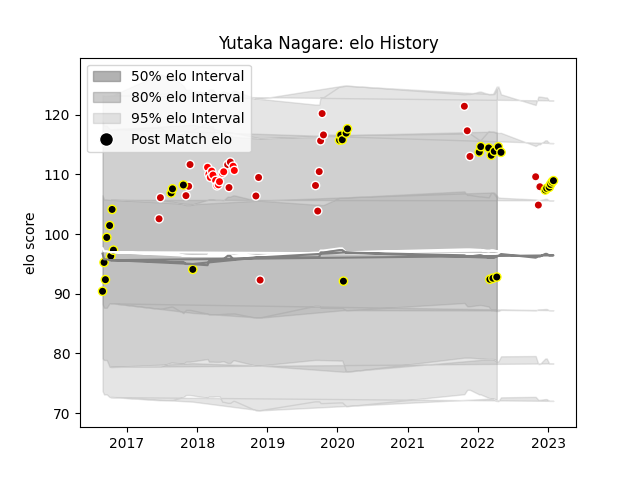 Yutaka Nagare: elo History
50% elo Interval
80% elo Interval
95% elo Interval
Post Match elo
elo score
120
110
100
90
80
70
2017 2018 2019 2020 2021 2022 2023